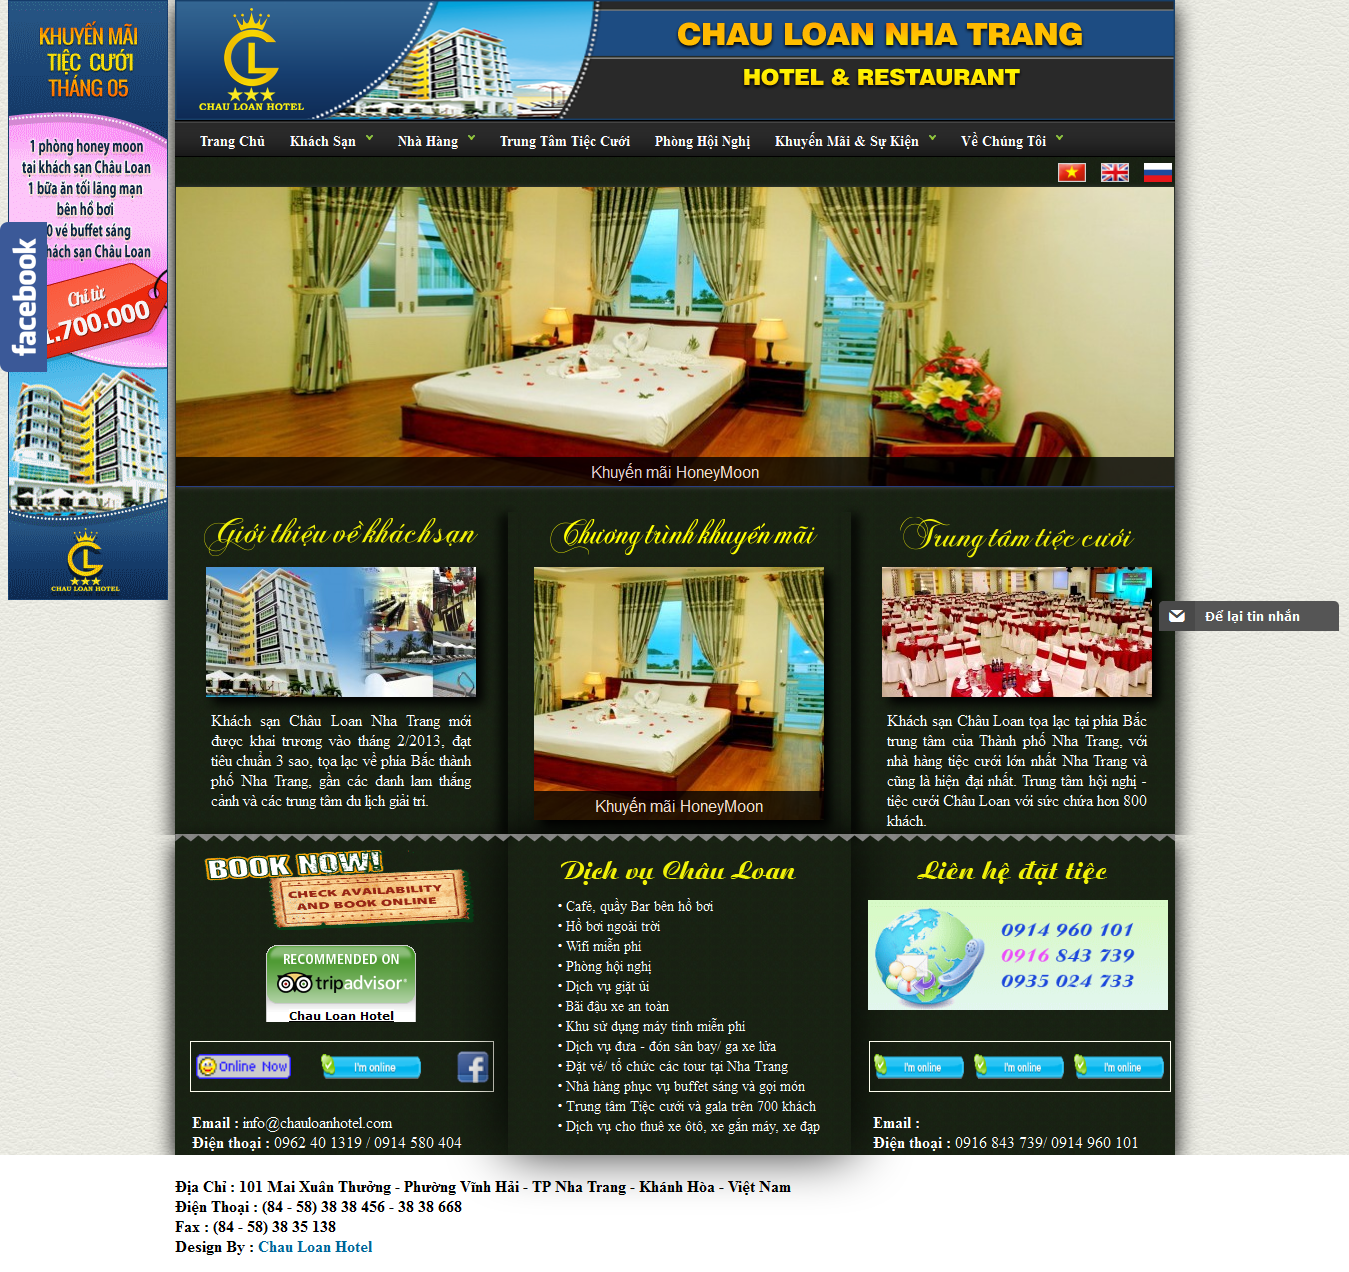 KHUYẾN MÃI
TIỆC CƯỚI
THÁNG 05
1 phòng honey moon
tại khách sạn Châu Loan
1 bữa ăn tối lãng mạn
bên hồ bơi
0 vé buffet sáng
hách sạn Châu Loan
Chỉ từ
1.700.000
CHAU LOAN HOTEL
facebook
CHAU LOAN HOTEL
CHAU LOAN NHA TRANG
HOTEL & RESTAURANT
Trang Chủ Khách Sạn Nhà Hàng Trung Tâm Tiệc Cưới Phòng Hội Nghị Khuyến Mãi & Sự Kiện Về Chúng Tôi
Khuyến mãi HoneyMoon
Giới thiệu về khách sạn
Khách sạn Châu Loan Nha Trang mới
được khai trương vào tháng 2/2013, đạt
tiêu chuẩn 3 sao, tọa lạc về phía Bắc thành
phố Nha Trang, gần các danh lam thắng
cảnh và các trung tâm du lịch giải trí.
Chương trình khuyến mãi
Khuyến mãi HoneyMoon
Trung tâm tiệc cưới
Khách sạn Châu Loan tọa lạc tại phía Bắc
trung tâm của Thành phố Nha Trang, với
nhà hàng tiệc cưới lớn nhất Nha Trang và
cũng là hiện đại nhất. Trung tâm hội nghị -
tiệc cưới Châu Loan với sức chứa hơn 800
khách.
Để lại tin nhắn
BOOK NOW!
CHECK AVAILABILITY
AND BOOK ONLINE
RECOMMENDED ON
tripadvisor
Chau Loan Hotel
Online Now
I'm online
Email : info@chauloanhotel.com
Điện thoại : 0962 40 1319 / 0914 580 404
Dịch vụ Châu Loan
• Café, quầy Bar bên hồ bơi
• Hồ bơi ngoài trời
• Wifi miễn phí
• Phòng hội nghị
• Dịch vụ giặt ủi
• Bãi đậu xe an toàn
• Khu sử dụng máy tính miễn phí
• Dịch vụ đưa - đón sân bay/ ga xe lửa
• Đặt vé/ tổ chức các tour tại Nha Trang
• Nhà hàng phục vụ buffet sáng và gọi món
• Trung tâm Tiệc cưới và gala trên 700 khách
• Dịch vụ cho thuê xe ôtô, xe gắn máy, xe đạp
Liên hệ đặt tiệc
0914 960 101
0916 843 739
0935 024 733
I'm online I'm online I'm online
Email :
Điện thoại : 0916 843 739/ 0914 960 101
Địa Chỉ : 101 Mai Xuân Thưởng - Phường Vĩnh Hải - TP Nha Trang - Khánh Hòa - Việt Nam
Điện Thoại : (84 - 58) 38 38 456 - 38 38 668
Fax : (84 - 58) 38 35 138
Design By : Chau Loan Hotel